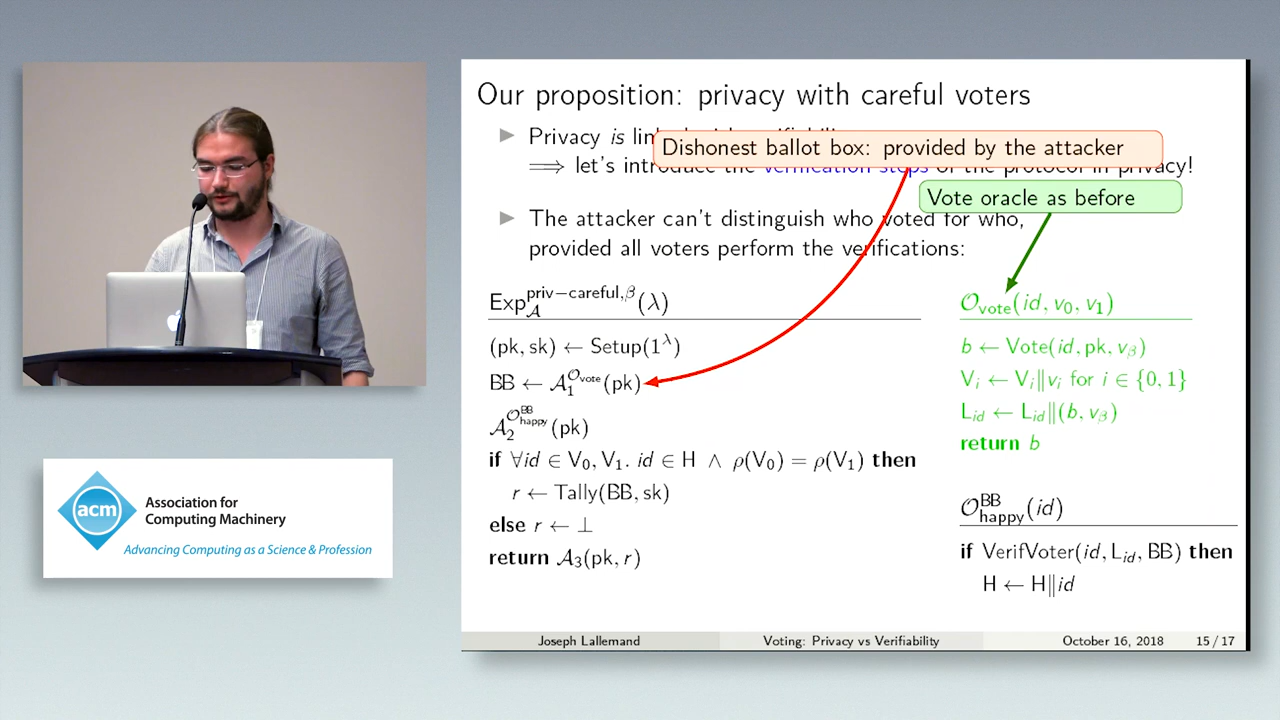 Our proposition: privacy with careful voters
Privacy is
Dishonest ballot box: provided by the attacker
⟹ let's introduce the verification steps of the protocol in privacy!
Vote oracle as before
The attacker can't distinguish who voted for who,
provided all voters perform the verifications:
Exp_A^{priv−careful,β}(λ)
(pk, sk) ← Setup(1^λ)
BB ← A_1^{O_vote}(pk)
A_2^{O_happy^BB}(pk)
if ∀id ∈ V_0, V_1. id ∈ H ∧ ρ(V_0) = ρ(V_1) then
r ← Tally(BB, sk)
else r ← ⊥
return A_3(pk, r)
O_vote(id, v_0, v_1)
b ← Vote(id, pk, v_β)
V_i ← V_i‖v_i for i ∈ {0, 1}
L_id ← L_id‖(b, v_β)
return b
O_happy^BB(id)
if VerifVoter(id, L_id, BB) then
H ← H‖id
Joseph Lallemand
Voting: Privacy vs Verifiability
October 16, 2018
15 / 17
acm
Association for
Computing Machinery
Advancing Computing as a Science & Profession